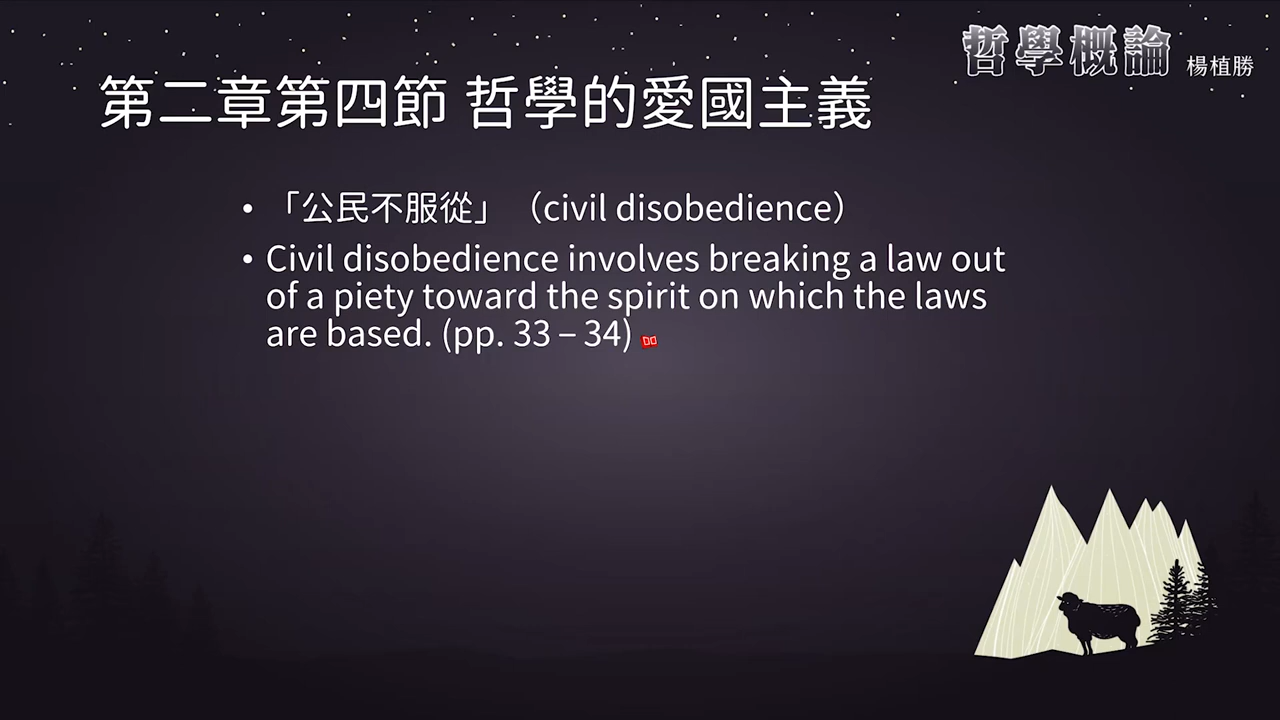 哲學概論 楊植勝
第二章第四節 哲學的愛國主義
• 「公民不服從」（civil disobedience）
• Civil disobedience involves breaking a law out
of a piety toward the spirit on which the laws
are based. (pp. 33 – 34)